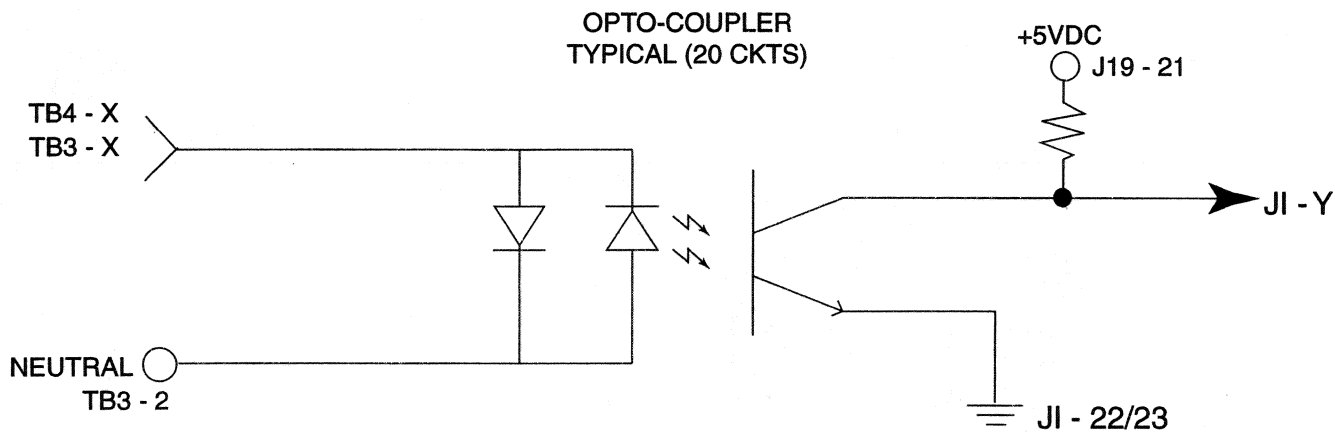 OPTO-COUPLER
TYPICAL (20 CKTS)
+5VDC
J19 - 21
TB4 - X
TB3 - X
JI - Y
NEUTRAL
TB3 - 2
JI - 22/23